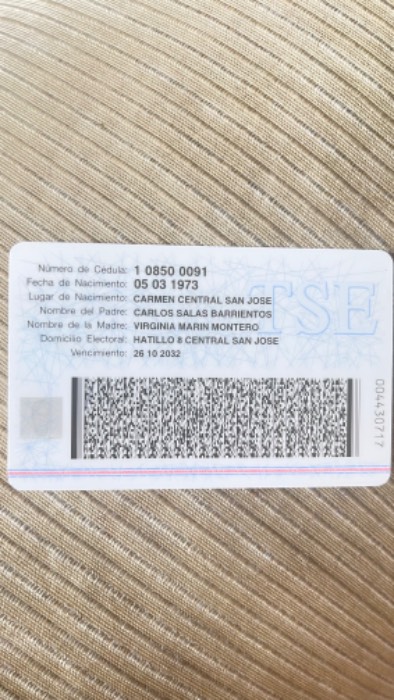 Número de Cédula: 1 0850 0091
Fecha de Nacimiento: 05 03 1973
Lugar de Nacimiento: CARMEN CENTRAL SAN JOSE
Nombre del Padre: CARLOS SALAS BARRIENTOS
Nombre de la Madre: VIRGINIA MARIN MONTERO
Domicilio Electoral: HATILLO 8 CENTRAL SAN JOSE
Vencimiento: 26 10 2032
TSE
004430717